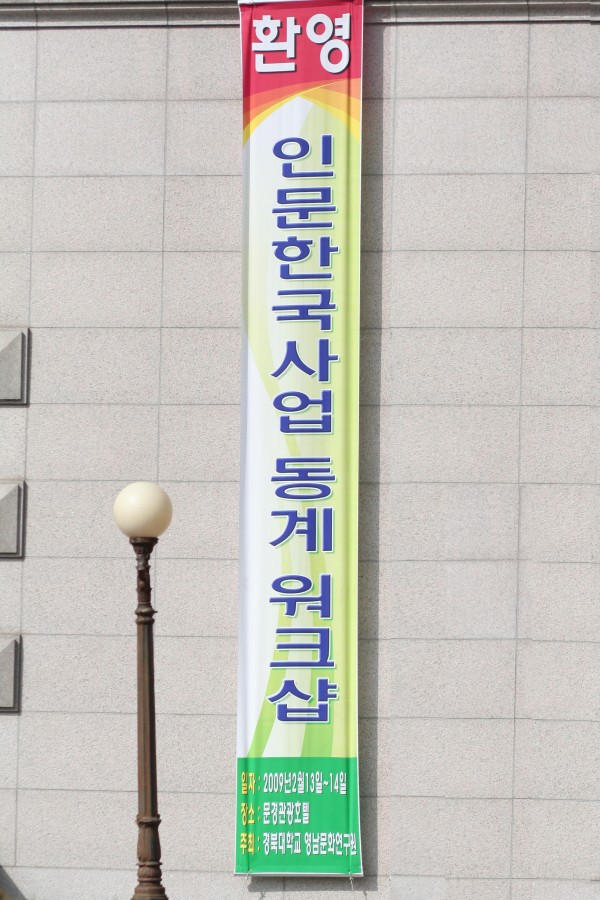 환영
인문한국사업 동계 워크샵
일자 : 2009년2월13일~14일
장소 : 문경관광호텔
주최 : 경북대학교 영남문화연구원